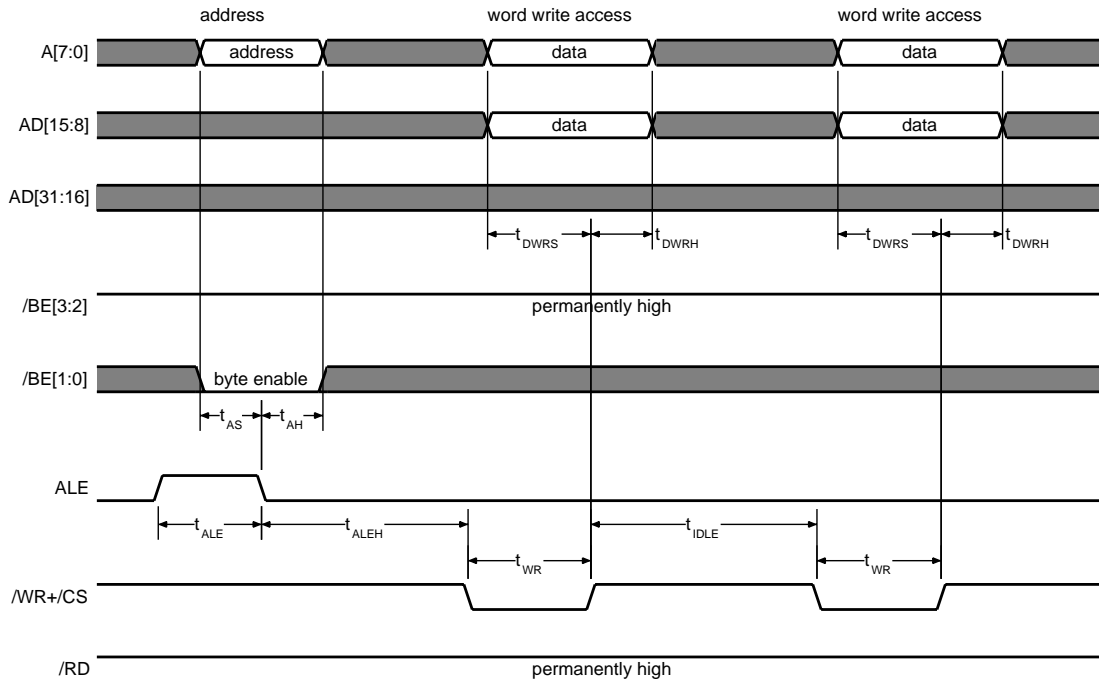 address word write access word write access
A[7:0] address data data
AD[15:8] data data
AD[31:16]
tDWRS tDWRH tDWRS tDWRH
/BE[3:2] permanently high
/BE[1:0] byte enable
tAS tAH
ALE
tALE tALEH tIDLE
tWR tWR
/WR+/CS
/RD permanently high